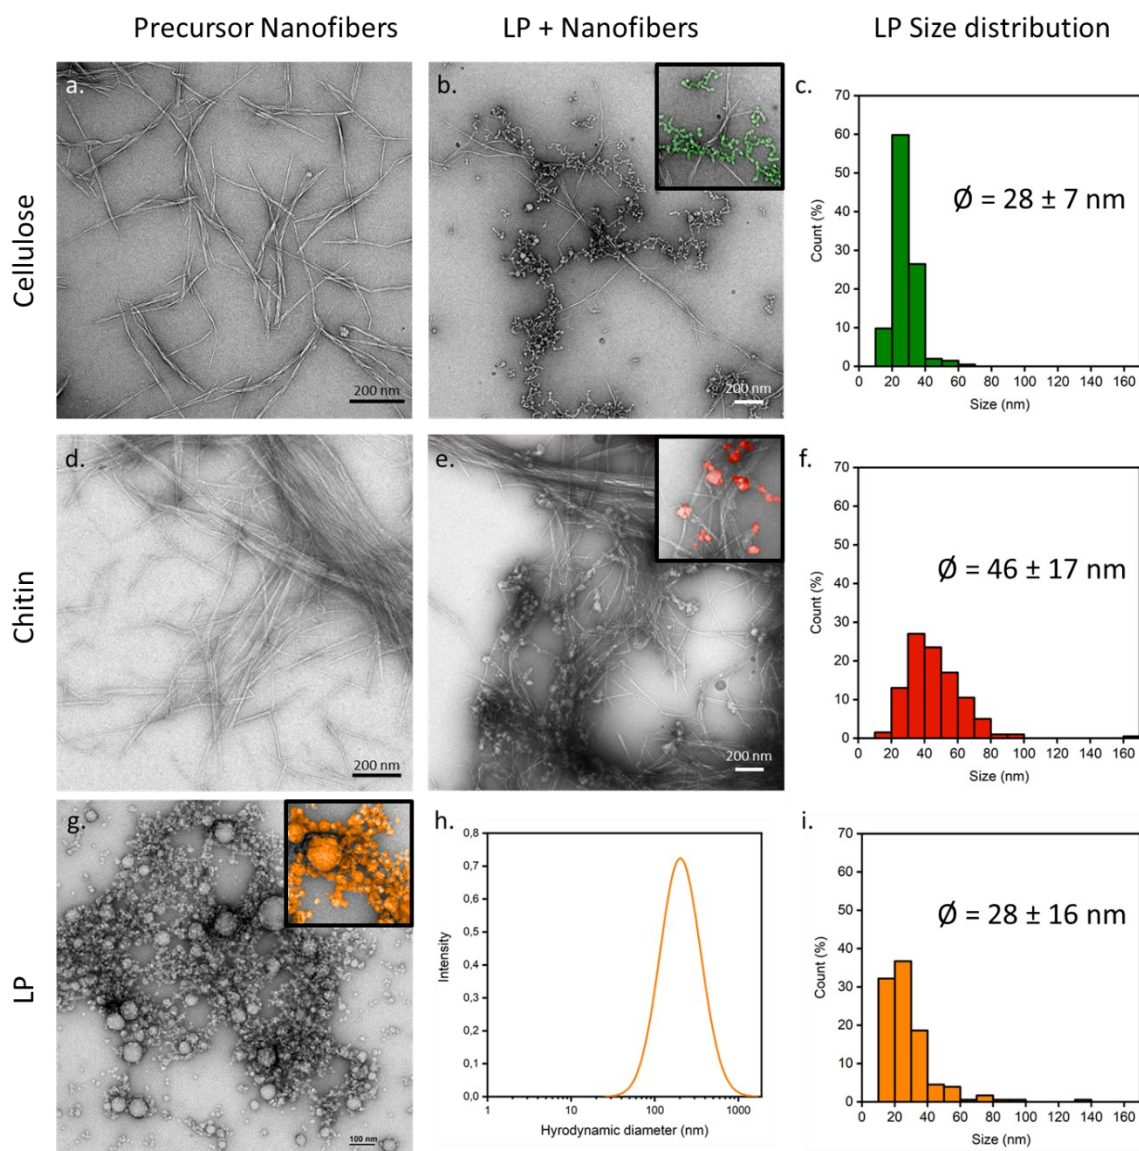 Precursor Nanofibers
LP + Nanofibers
LP Size distribution
Cellulose
a.
200 nm
b.
200 nm
c.
70
60
50
40
30
20
10
0
Count (%)
Ø = 28 ± 7 nm
0 20 40 60 80 100 120 140 160
Size (nm)
Chitin
d.
200 nm
e.
200 nm
f.
70
60
50
40
30
20
10
0
Count (%)
Ø = 46 ± 17 nm
0 20 40 60 80 100 120 140 160
Size (nm)
LP
g.
100 nm
h.
0,8
0,7
0,6
0,5
0,4
0,3
0,2
0,1
0,0
Intensity
1 10 100 1000
Hyrodynamic diameter (nm)
i.
70
60
50
40
30
20
10
0
Count (%)
Ø = 28 ± 16 nm
0 20 40 60 80 100 120 140 160
Size (nm)